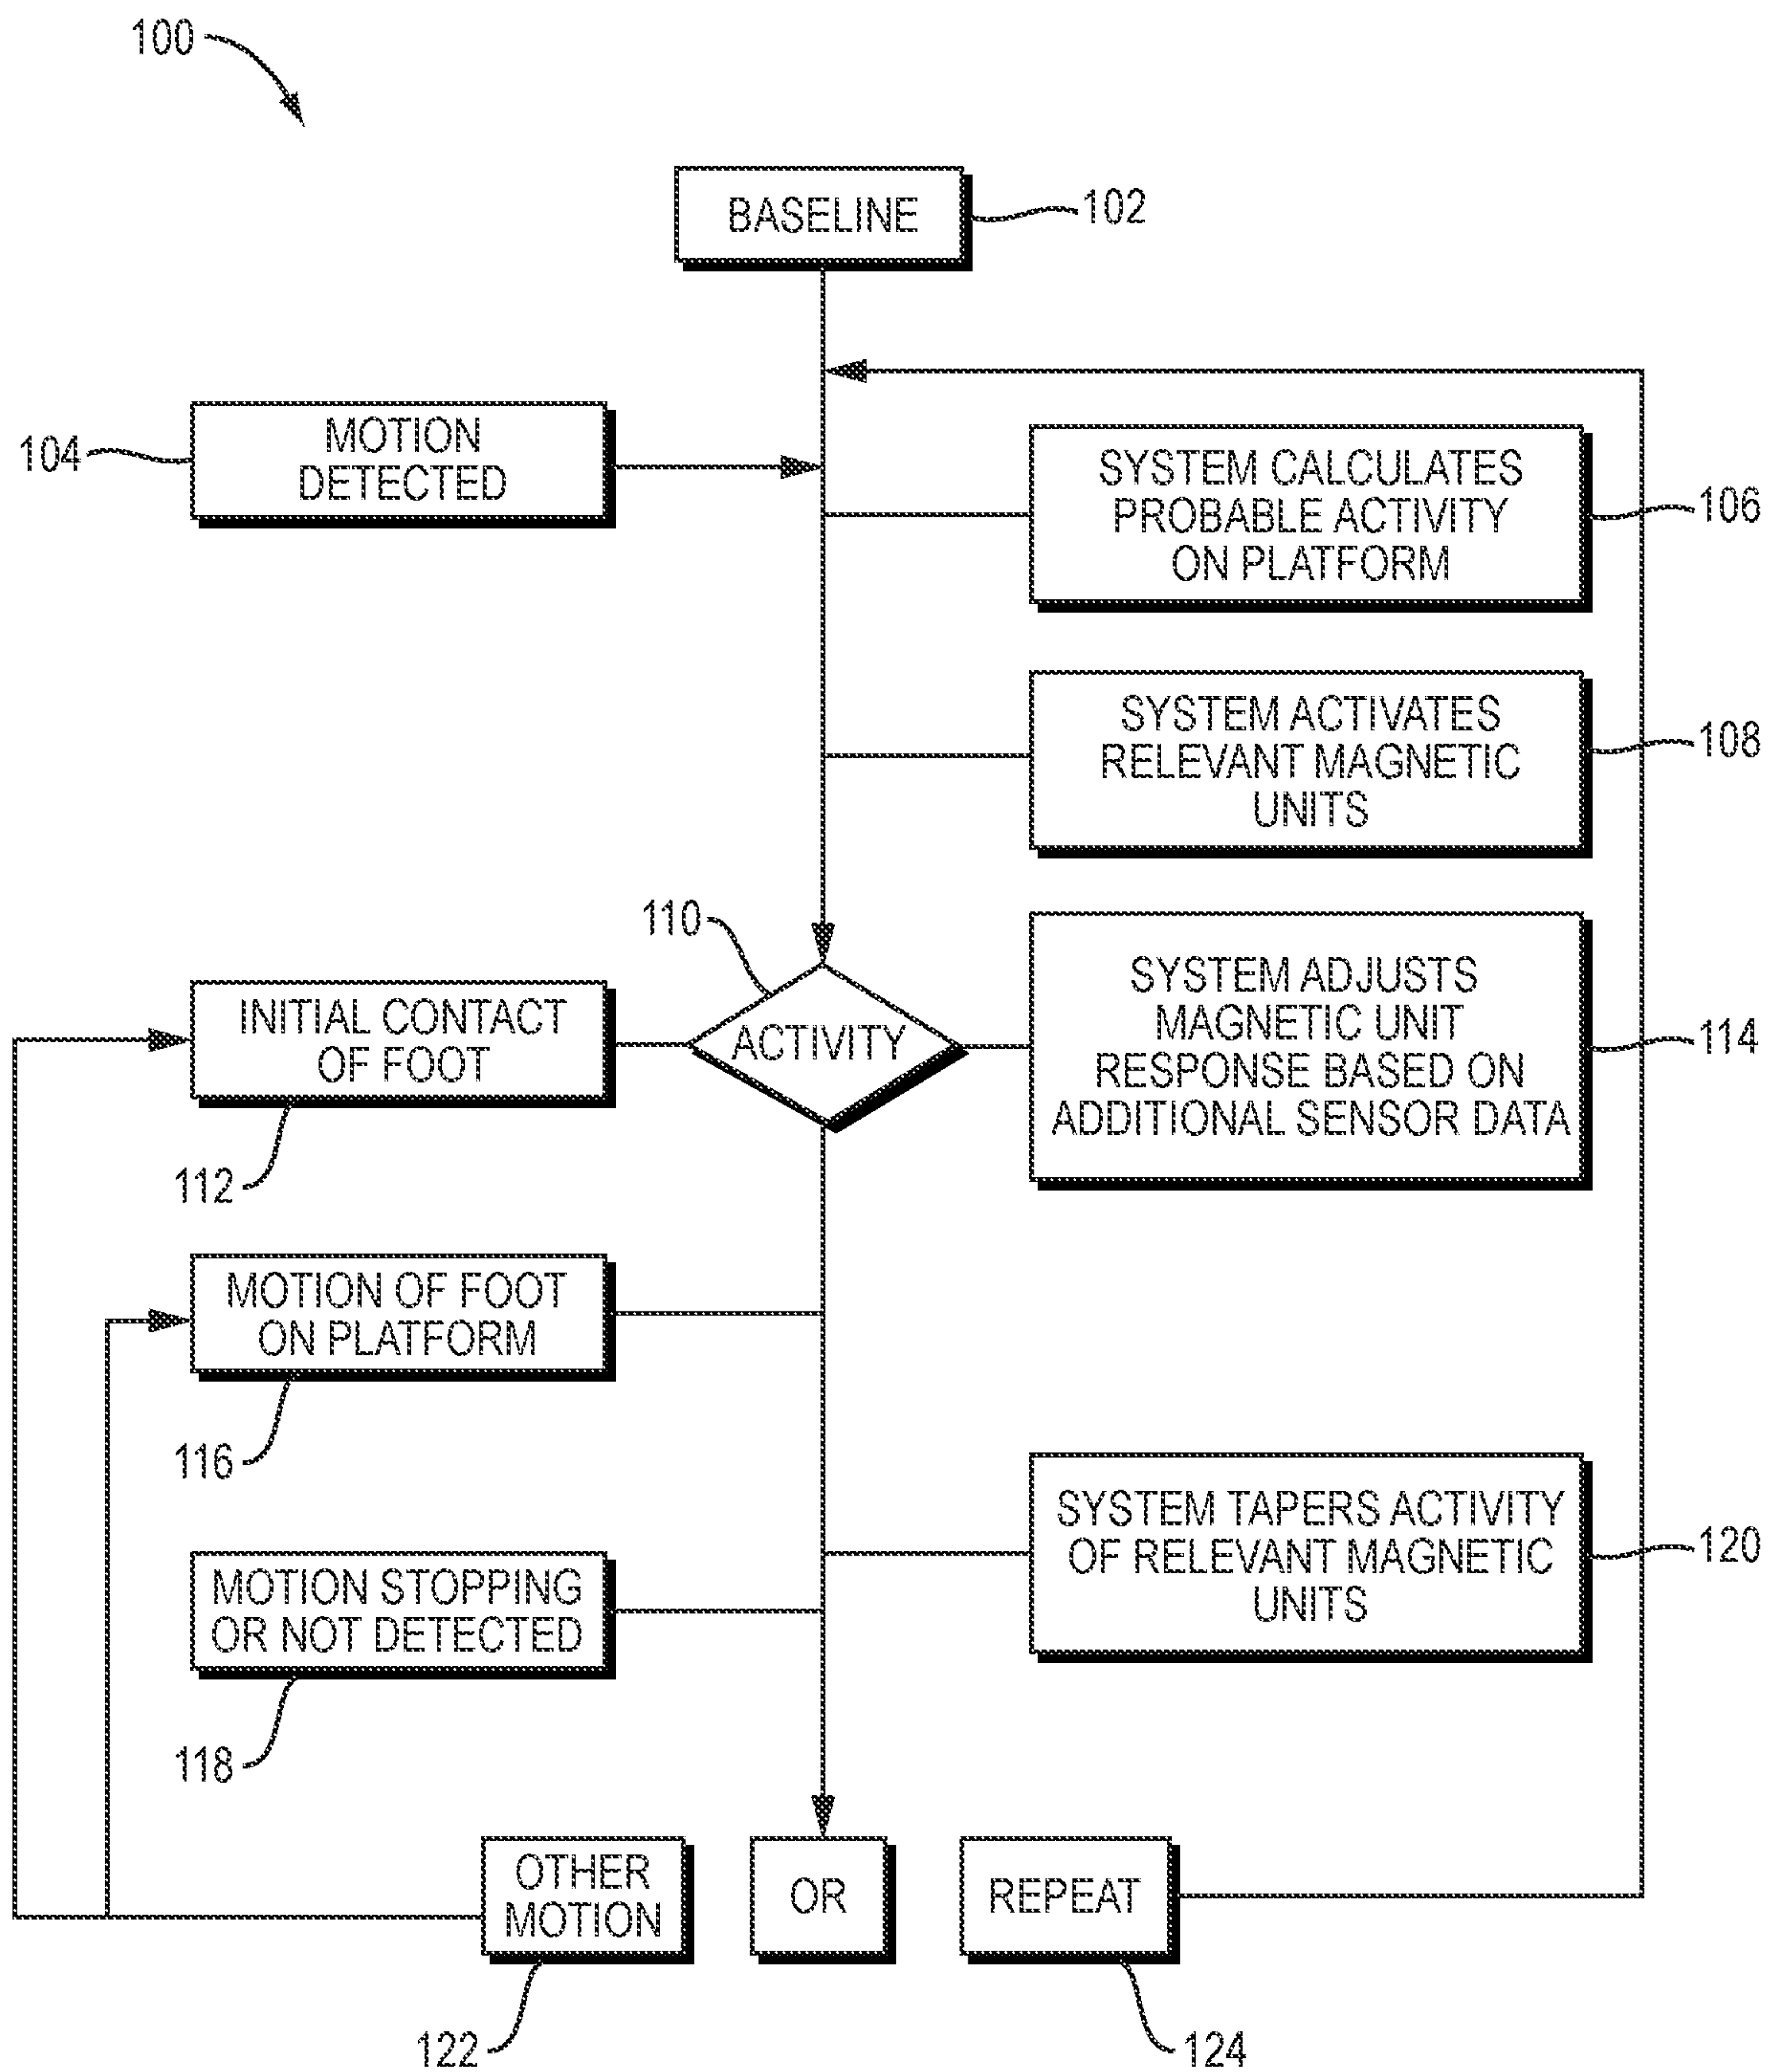 100
BASELINE
102
104
MOTION
DETECTED
SYSTEM CALCULATES
PROBABLE ACTIVITY
ON PLATFORM
106
SYSTEM ACTIVATES
RELEVANT MAGNETIC
UNITS
108
110
ACTIVITY
INITIAL CONTACT
OF FOOT
112
SYSTEM ADJUSTS
MAGNETIC UNIT
RESPONSE BASED ON
ADDITIONAL SENSOR DATA
114
MOTION OF FOOT
ON PLATFORM
116
SYSTEM TAPERS ACTIVITY
OF RELEVANT MAGNETIC
UNITS
120
MOTION STOPPING
OR NOT DETECTED
118
OTHER
MOTION
OR
REPEAT
122
124